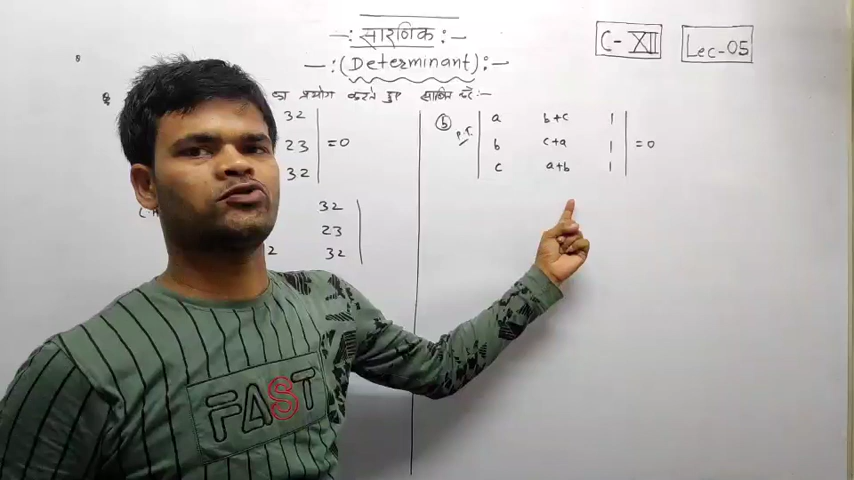 —: सारणिक :—
—:(Determinant):—
C- XII
Lec-05
का प्रयोग करते हुए साबित करें:-
32
23 =0
32
32
23
2 32
(b) a b+c 1
P.C. b c+a 1 =0
c a+b 1
FAST